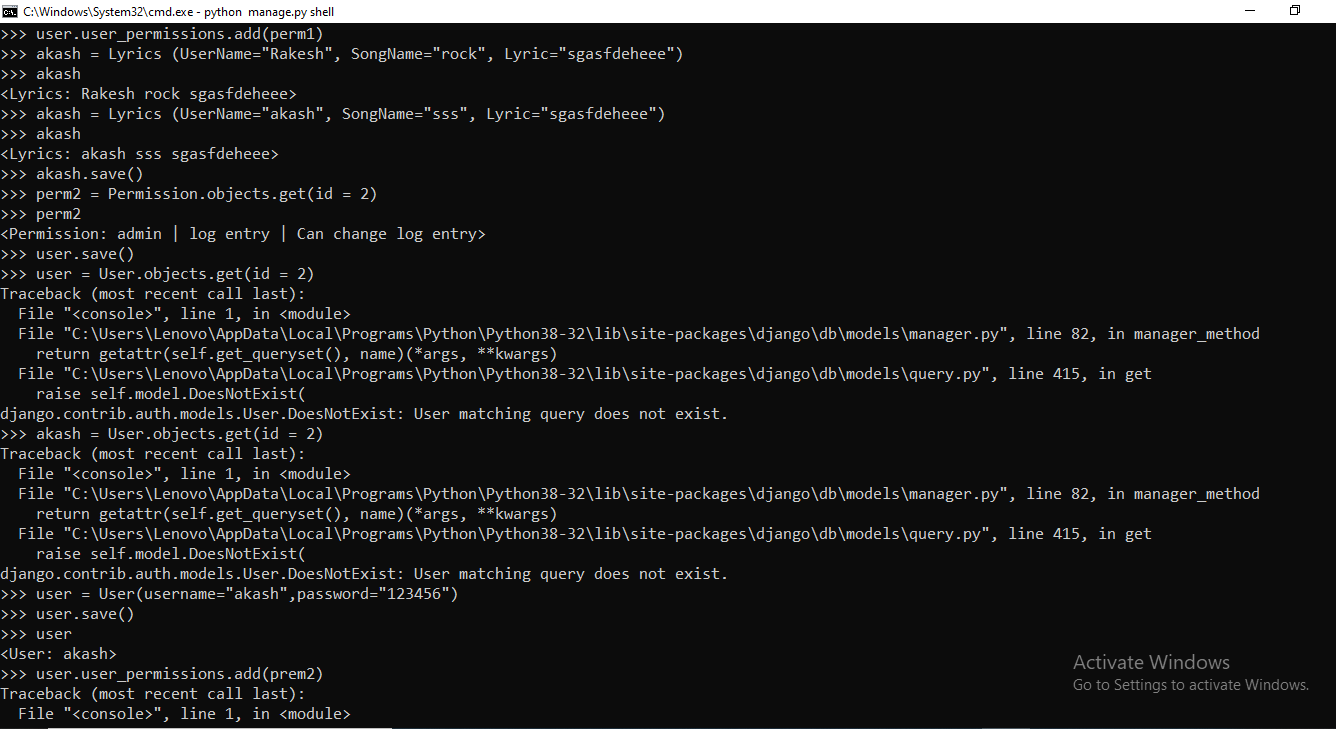 C:\Windows\System32\cmd.exe - python  manage.py shell
>>> user.user_permissions.add(perm1)
>>> akash = Lyrics (UserName="Rakesh", SongName="rock", Lyric="sgasfdeheee")
>>> akash
<Lyrics: Rakesh rock sgasfdeheee>
>>> akash = Lyrics (UserName="akash", SongName="sss", Lyric="sgasfdeheee")
>>> akash
<Lyrics: akash sss sgasfdeheee>
>>> akash.save()
>>> perm2 = Permission.objects.get(id = 2)
>>> perm2
<Permission: admin | log entry | Can change log entry>
>>> user.save()
>>> user = User.objects.get(id = 2)
Traceback (most recent call last):
  File "<console>", line 1, in <module>
  File "C:\Users\Lenovo\AppData\Local\Programs\Python\Python38-32\lib\site-packages\django\db\models\manager.py", line 82, in manager_method
    return getattr(self.get_queryset(), name)(*args, **kwargs)
  File "C:\Users\Lenovo\AppData\Local\Programs\Python\Python38-32\lib\site-packages\django\db\models\query.py", line 415, in get
    raise self.model.DoesNotExist(
django.contrib.auth.models.User.DoesNotExist: User matching query does not exist.
>>> akash = User.objects.get(id = 2)
Traceback (most recent call last):
  File "<console>", line 1, in <module>
  File "C:\Users\Lenovo\AppData\Local\Programs\Python\Python38-32\lib\site-packages\django\db\models\manager.py", line 82, in manager_method
    return getattr(self.get_queryset(), name)(*args, **kwargs)
  File "C:\Users\Lenovo\AppData\Local\Programs\Python\Python38-32\lib\site-packages\django\db\models\query.py", line 415, in get
    raise self.model.DoesNotExist(
django.contrib.auth.models.User.DoesNotExist: User matching query does not exist.
>>> user = User(username="akash",password="123456")
>>> user.save()
>>> user
<User: akash>
>>> user.user_permissions.add(prem2)
Traceback (most recent call last):
  File "<console>", line 1, in <module>
Activate Windows
Go to Settings to activate Windows.